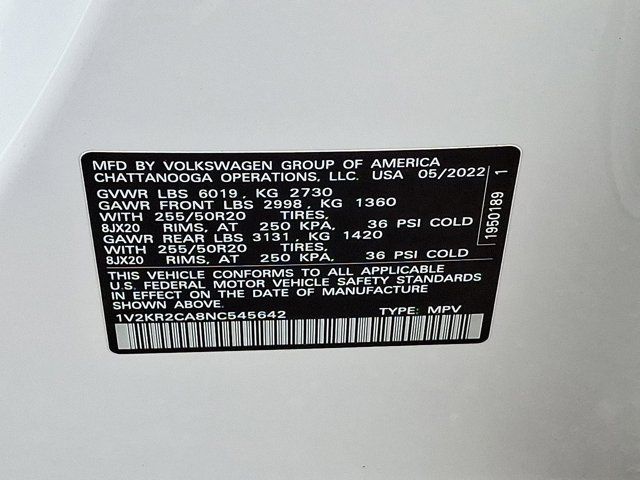 MFD BY VOLKSWAGEN GROUP OF AMERICA
CHATTANOOGA OPERATIONS, LLC. USA 05/2022
GVWR LBS 6019, KG 2730
GAWR FRONT LBS 2998, KG 1360
WITH 255/50R20 TIRES,
8JX20 RIMS, AT 250 KPA, 36 PSI COLD
GAWR REAR LBS 3131, KG 1420
WITH 255/50R20 TIRES,
8JX20 RIMS, AT 250 KPA, 36 PSI COLD
THIS VEHICLE CONFORMS TO ALL APPLICABLE
U.S. FEDERAL MOTOR VEHICLE SAFETY STANDARDS
IN EFFECT ON THE DATE OF MANUFACTURE
SHOWN ABOVE.
1V2KR2CA8NC545642 TYPE: MPV
1950189 1